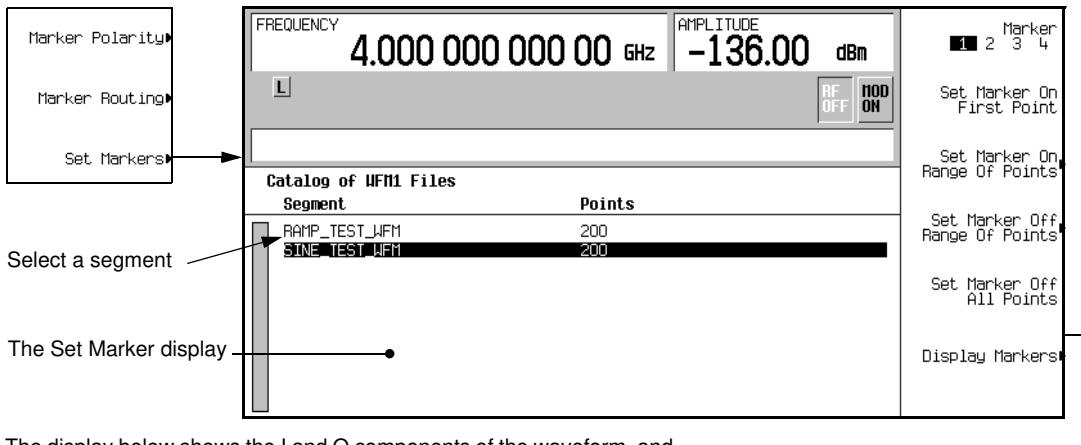 Marker Polarity
Marker Routing
Set Markers
Select a segment
The Set Marker display
FREQUENCY
4.000 000 000 00 GHz
AMPLITUDE
-136.00 dBm
L
RF
OFF
MOD
ON
Catalog of WFM1 Files
Segment Points
RAMP_TEST_WFM 200
SINE_TEST_WFM 200
Marker
1 2 3 4
Set Marker On
First Point
Set Marker On
Range Of Points
Set Marker Off
Range Of Points
Set Marker Off
All Points
Display Markers
The display below shows the I and Q components of the waveform, and